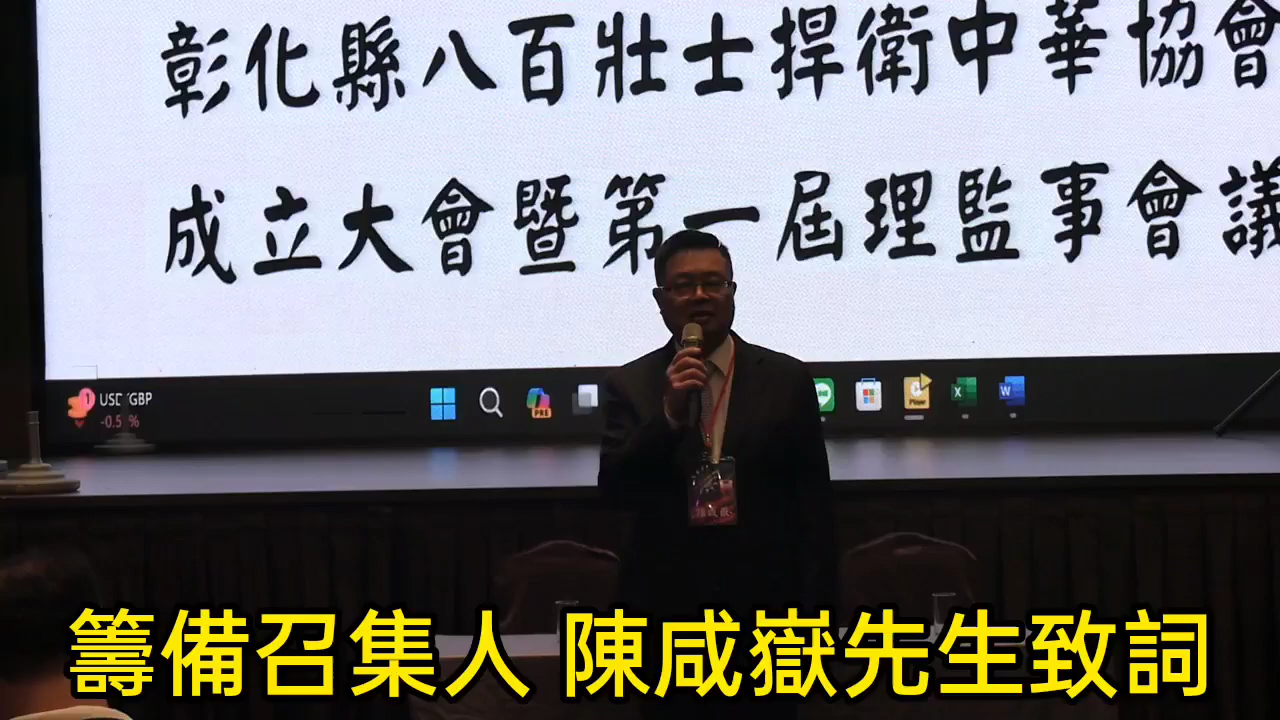 彰化縣八百壯士捍衛中華協會
成立大會暨第一屆理監事會議
1
USD/GBP
-0.5 %
PRE
籌備召集人 陳咸嶽先生致詞